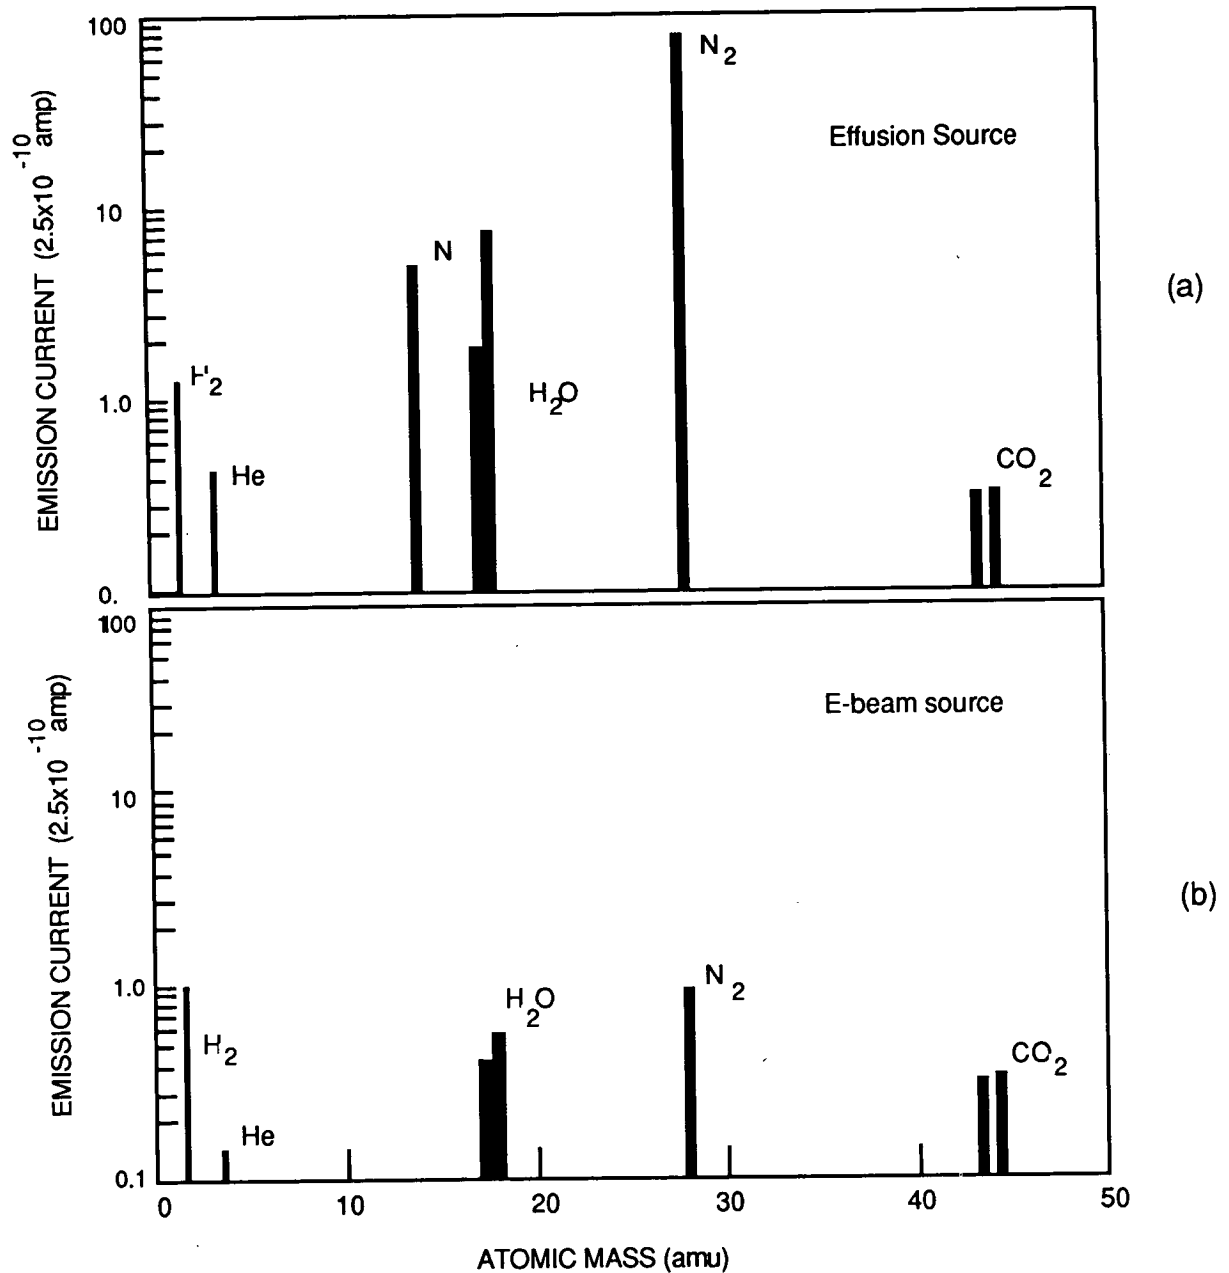 100
N2
Effusion Source
EMISSION CURRENT (2.5x10 -10 amp)
10
N
(a)
H2
1.0
H2O
He
CO2
0.
100
E-beam source
EMISSION CURRENT (2.5x10 -10 amp)
10
(b)
1.0
N2
H2O
H2
CO2
He
0.1
0 10 20 30 40 50
ATOMIC MASS (amu)